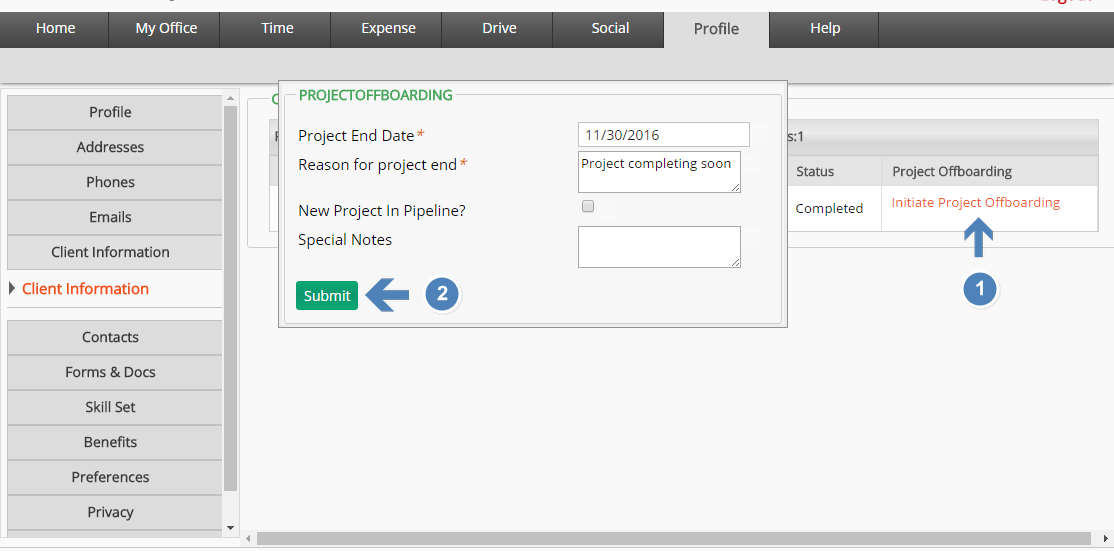 Home My Office Time Expense Drive Social Profile Help
Profile
Addresses
Phones
Emails
Client Information
Client Information
Contacts
Forms & Docs
Skill Set
Benefits
Preferences
Privacy
PROJECTOFFBOARDING
Project End Date* 11/30/2016
Reason for project end* Project completing soon
New Project In Pipeline?
Special Notes
Submit 2
s:1
Status Project Offboarding
Completed Initiate Project Offboarding
1